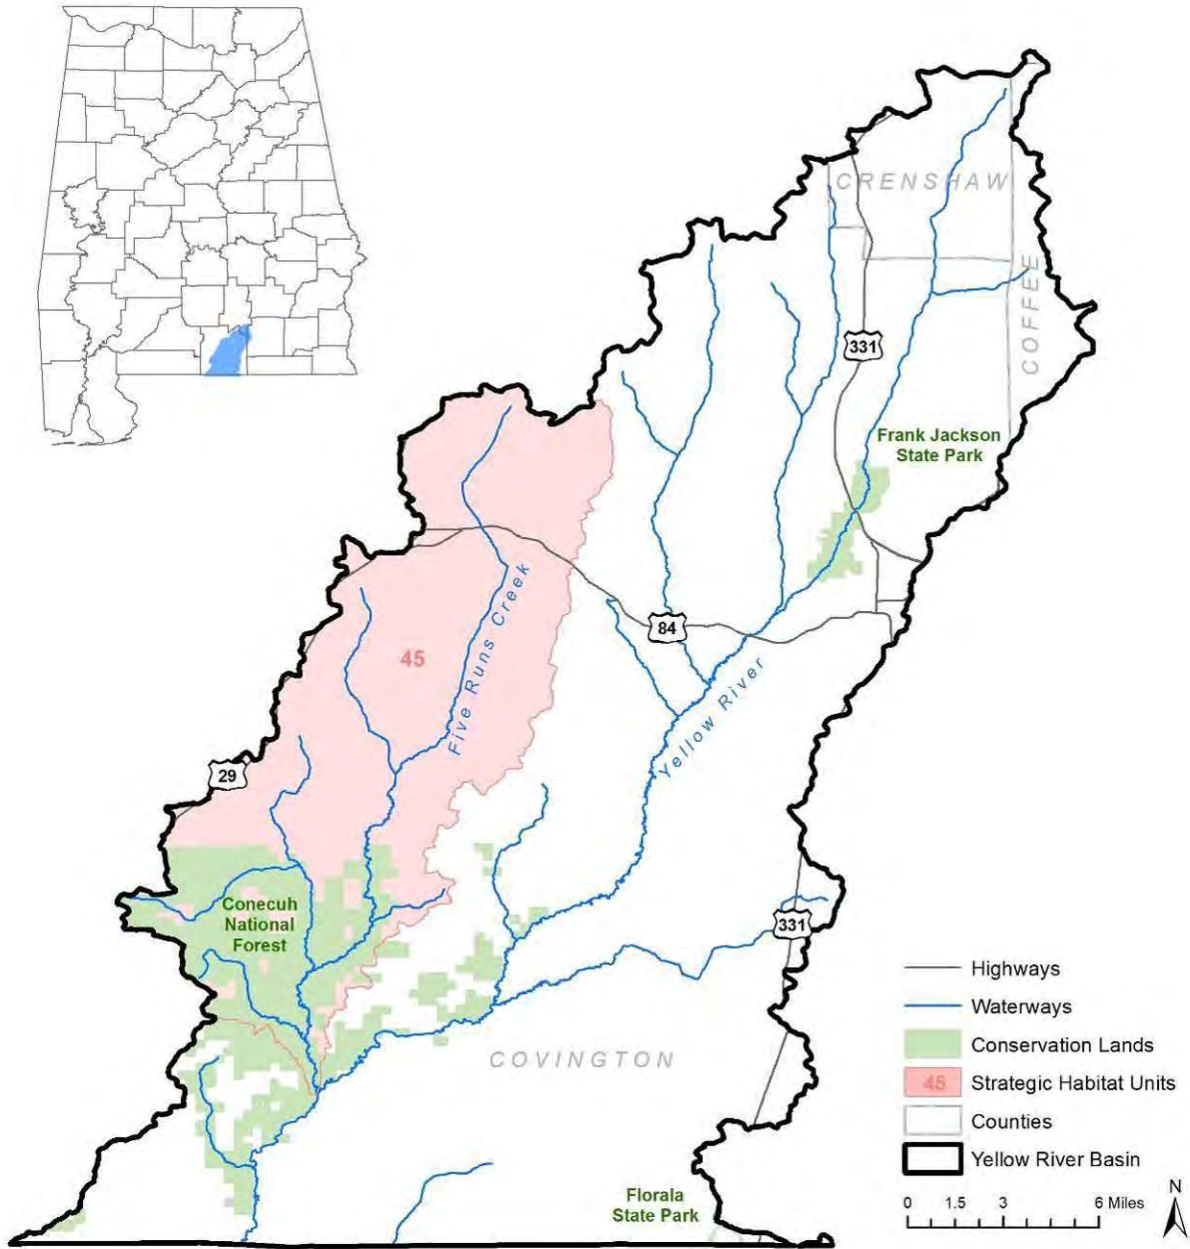 CRENSHAW
COFFEE
331
Frank Jackson
State Park
Five Runs Creek
84
45
Yellow River
29
Conecuh
National
Forest
331
COVINGTON
Florala
State Park
Highways
Waterways
Conservation Lands
45 Strategic Habitat Units
Counties
Yellow River Basin
N
0 1.5 3 6 Miles